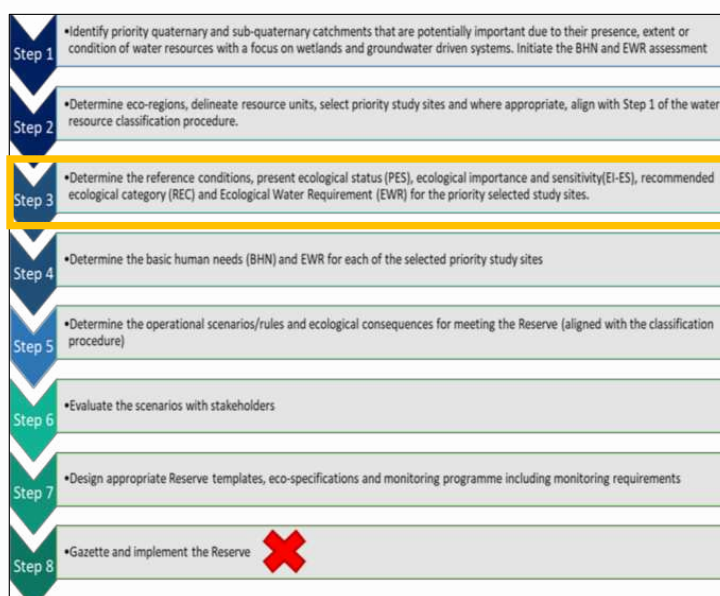 Step 1
•Identify priority quaternary and sub-quaternary catchments that are potentially important due to their presence, extent or
condition of water resources with a focus on wetlands and groundwater driven systems. Initiate the BHN and EWR assessment
Step 2
•Determine eco-regions, delineate resource units, select priority study sites and where appropriate, align with Step 1 of the water
resource classification procedure.
Step 3
•Determine the reference conditions, present ecological status (PES), ecological importance and sensitivity(EI-ES), recommended
ecological category (REC) and Ecological Water Requirement (EWR) for the priority selected study sites.
Step 4
•Determine the basic human needs (BHN) and EWR for each of the selected priority study sites
Step 5
•Determine the operational scenarios/rules and ecological consequences for meeting the Reserve (aligned with the classification
procedure)
Step 6
•Evaluate the scenarios with stakeholders
Step 7
•Design appropriate Reserve templates, eco-specifications and monitoring programme including monitoring requirements
Step 8
•Gazette and implement the Reserve